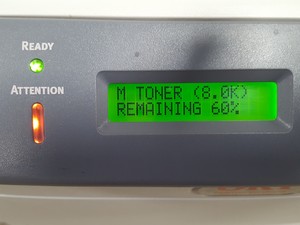 READY
ATTENTION
M TONER (8.0K)
REMAINING 60%